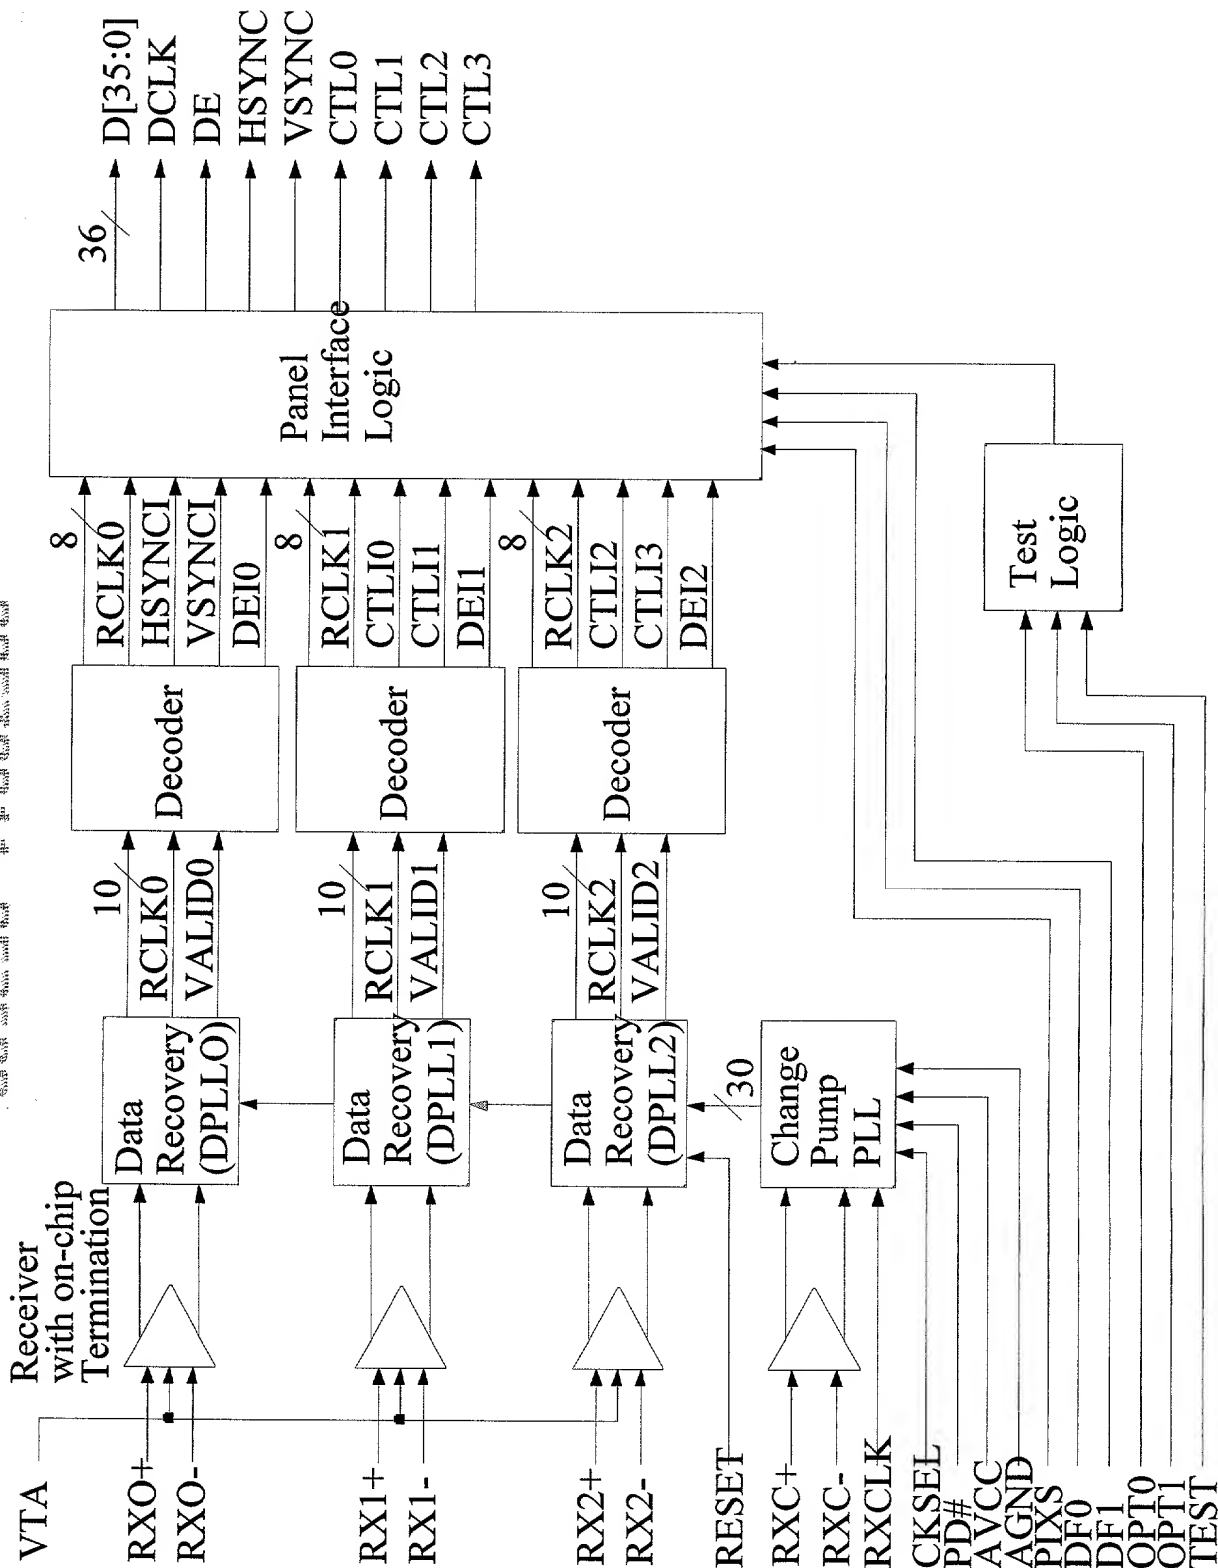 Receiver
with on-chip
Termination
VTA
RXO+
RXO-
RX1+
RX1-
RX2+
RX2-
RESET
RXC+
RXC-
RXCLK
CKSEL
PD#
AVCC
AGND
PIXS
DF0
DF1
OPT0
OPT1
TEST
Data
Recovery
(DPLLO)
Data
Recovery
(DPLL1)
Data
Recovery
(DPLL2)
Change
Pump
PLL
30
10
RCLK0
VALID0
10
RCLK1
VALID1
10
RCLK2
VALID2
Decoder
Decoder
Decoder
8
RCLK0
HSYNCI
VSYNCI
DEI0
8
RCLK1
CTLI0
CTLI1
DEI1
8
RCLK2
CTLI2
CTLI3
DEI2
Test
Logic
Panel
Interface
Logic
36
D[35:0]
DCLK
DE
HSYNC
VSYNC
CTL0
CTL1
CTL2
CTL3